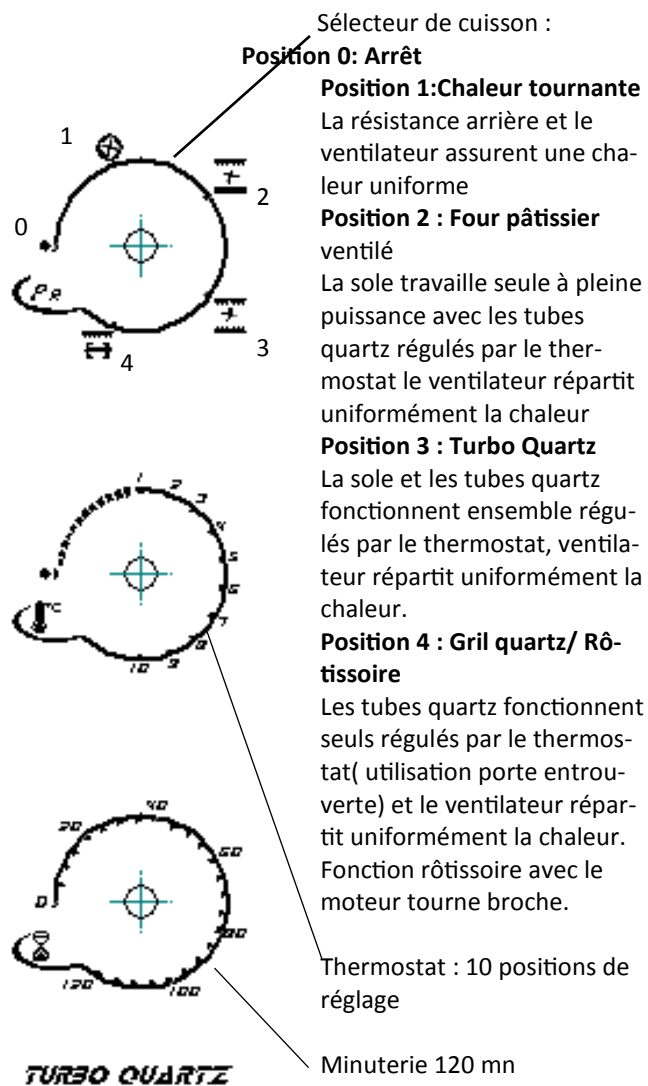 Sélecteur de cuisson :
Position 0: Arrêt
Position 1:Chaleur tournante
La résistance arrière et le
ventilateur assurent une cha-
leur uniforme
Position 2 : Four pâtissier
ventilé
La sole travaille seule à pleine
puissance avec les tubes
quartz régulés par le ther-
mostat le ventilateur répartit
uniformément la chaleur
Position 3 : Turbo Quartz
La sole et les tubes quartz
fonctionnent ensemble régu-
lés par le thermostat, ventila-
teur répartit uniformément la
chaleur.
Position 4 : Gril quartz/ Rô-
tissoire
Les tubes quartz fonctionnent
seuls régulés par le thermos-
tat( utilisation porte entrou-
verte) et le ventilateur répar-
tit uniformément la chaleur.
Fonction rôtissoire avec le
moteur tourne broche.
Thermostat : 10 positions de
réglage
Minuterie 120 mn
1
2
0
PR
3
4
1
2
3
4
5
6
°C
7
8
9
10
40
20
60
0
80
120
100
TURBO QUARTZ